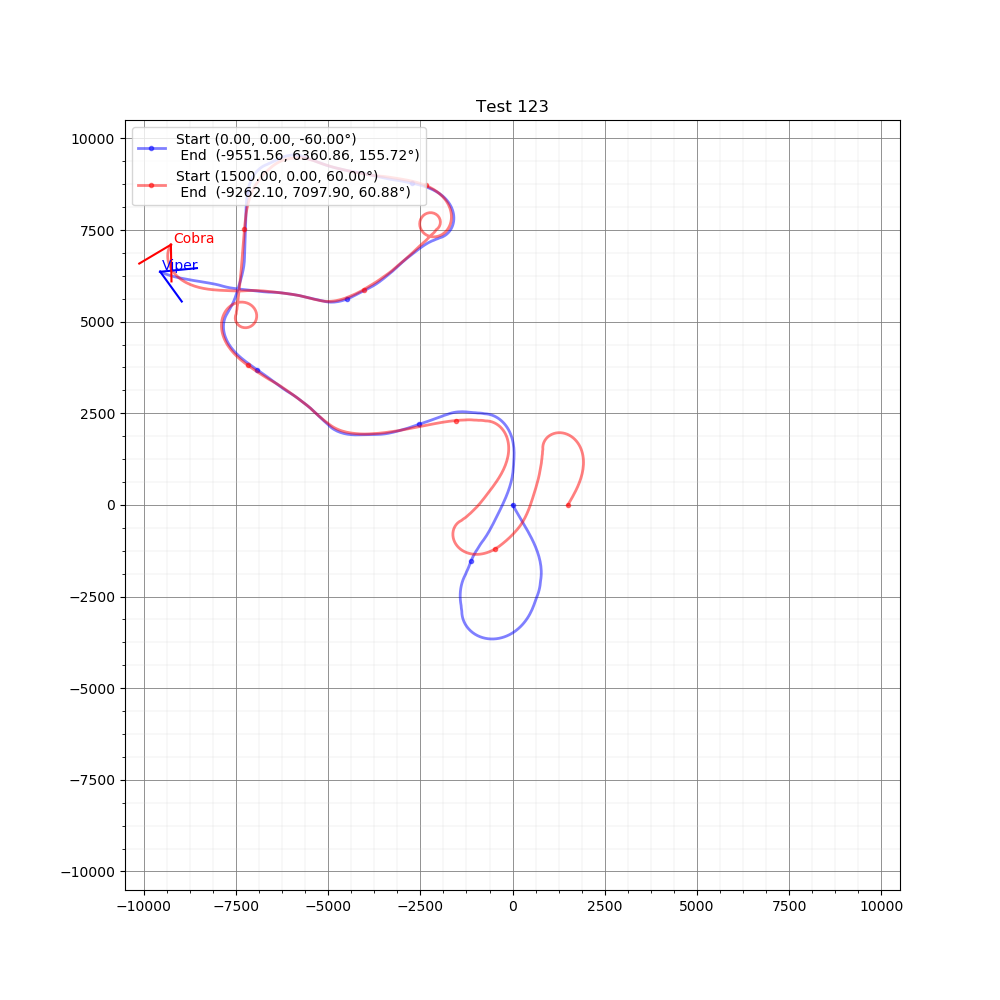 Test 123
Start (0.00, 0.00, -60.00°)
End (-9551.56, 6360.86, 155.72°)
Start (1500.00, 0.00, 60.00°)
End (-9262.10, 7097.90, 60.88°)
Cobra
Viper
10000
7500
5000
2500
0
−2500
−5000
−7500
−10000
−10000 −7500 −5000 −2500 0 2500 5000 7500 10000